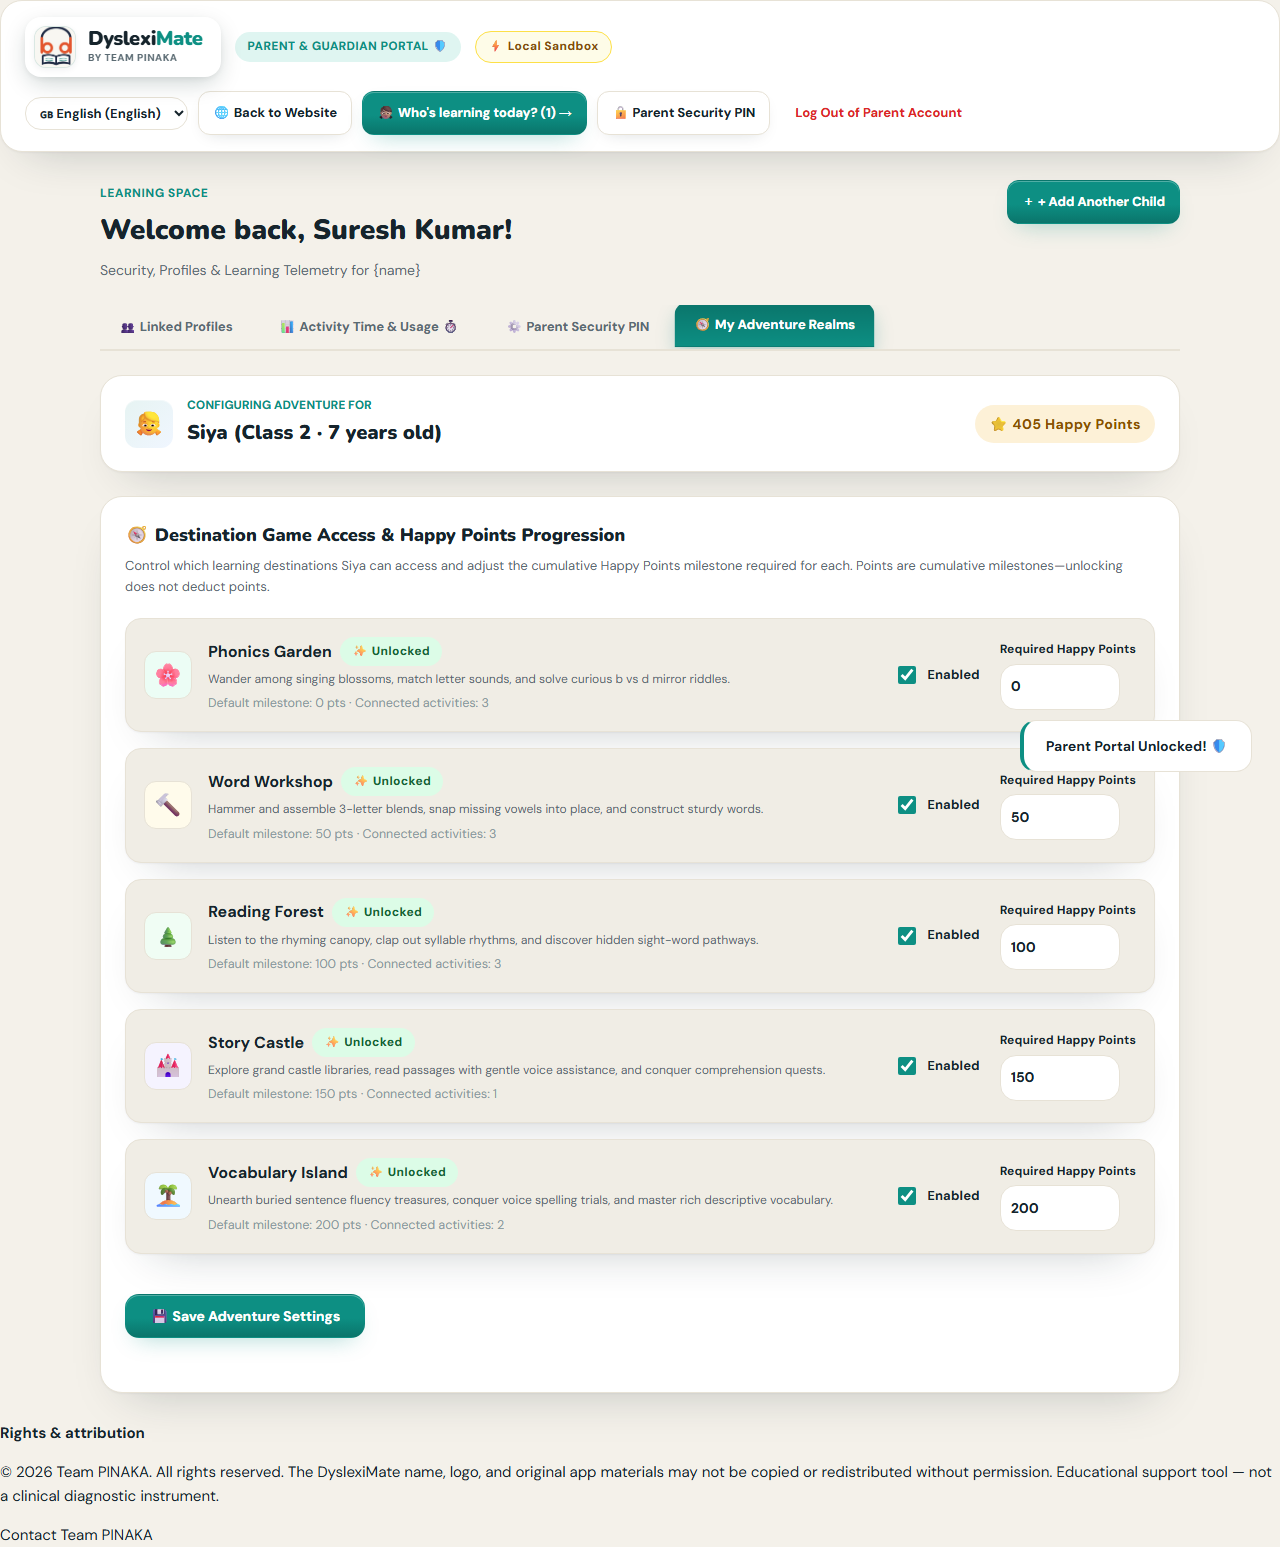 DyslexiMate
BY TEAM PINAKA
PARENT & GUARDIAN PORTAL
Local Sandbox
GB English (English)
Back to Website
Who's learning today? (1) →
Parent Security PIN
Log Out of Parent Account
LEARNING SPACE
Welcome back, Suresh Kumar!
Security, Profiles & Learning Telemetry for {name}
+ + Add Another Child
Linked Profiles
Activity Time & Usage
Parent Security PIN
My Adventure Realms
CONFIGURING ADVENTURE FOR
Siya (Class 2 · 7 years old)
405 Happy Points
Destination Game Access & Happy Points Progression
Control which learning destinations Siya can access and adjust the cumulative Happy Points milestone required for each. Points are cumulative milestones—unlocking
does not deduct points.
Phonics Garden
Unlocked
Wander among singing blossoms, match letter sounds, and solve curious b vs d mirror riddles.
Default milestone: 0 pts · Connected activities: 3
Enabled
Required Happy Points
0
Parent Portal Unlocked!
Word Workshop
Unlocked
Hammer and assemble 3-letter blends, snap missing vowels into place, and construct sturdy words.
Default milestone: 50 pts · Connected activities: 3
Enabled
Required Happy Points
50
Reading Forest
Unlocked
Listen to the rhyming canopy, clap out syllable rhythms, and discover hidden sight-word pathways.
Default milestone: 100 pts · Connected activities: 3
Enabled
Required Happy Points
100
Story Castle
Unlocked
Explore grand castle libraries, read passages with gentle voice assistance, and conquer comprehension quests.
Default milestone: 150 pts · Connected activities: 1
Enabled
Required Happy Points
150
Vocabulary Island
Unlocked
Unearth buried sentence fluency treasures, conquer voice spelling trials, and master rich descriptive vocabulary.
Default milestone: 200 pts · Connected activities: 2
Enabled
Required Happy Points
200
Save Adventure Settings
Rights & attribution
© 2026 Team PINAKA. All rights reserved. The DyslexiMate name, logo, and original app materials may not be copied or redistributed without permission. Educational support tool — not
a clinical diagnostic instrument.
Contact Team PINAKA